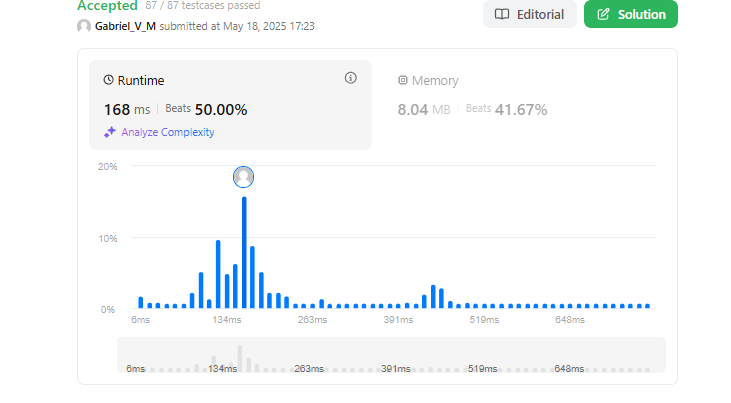 Accepted 87 / 87 testcases passed
Gabriel_V_M submitted at May 18, 2025 17:23
Editorial
Solution
Runtime
168 ms | Beats 50.00%
Analyze Complexity
Memory
8.04 MB | Beats 41.67%
20%
10%
0%
6ms 134ms 263ms 391ms 519ms 648ms
6ms 134ms 263ms 391ms 519ms 648ms